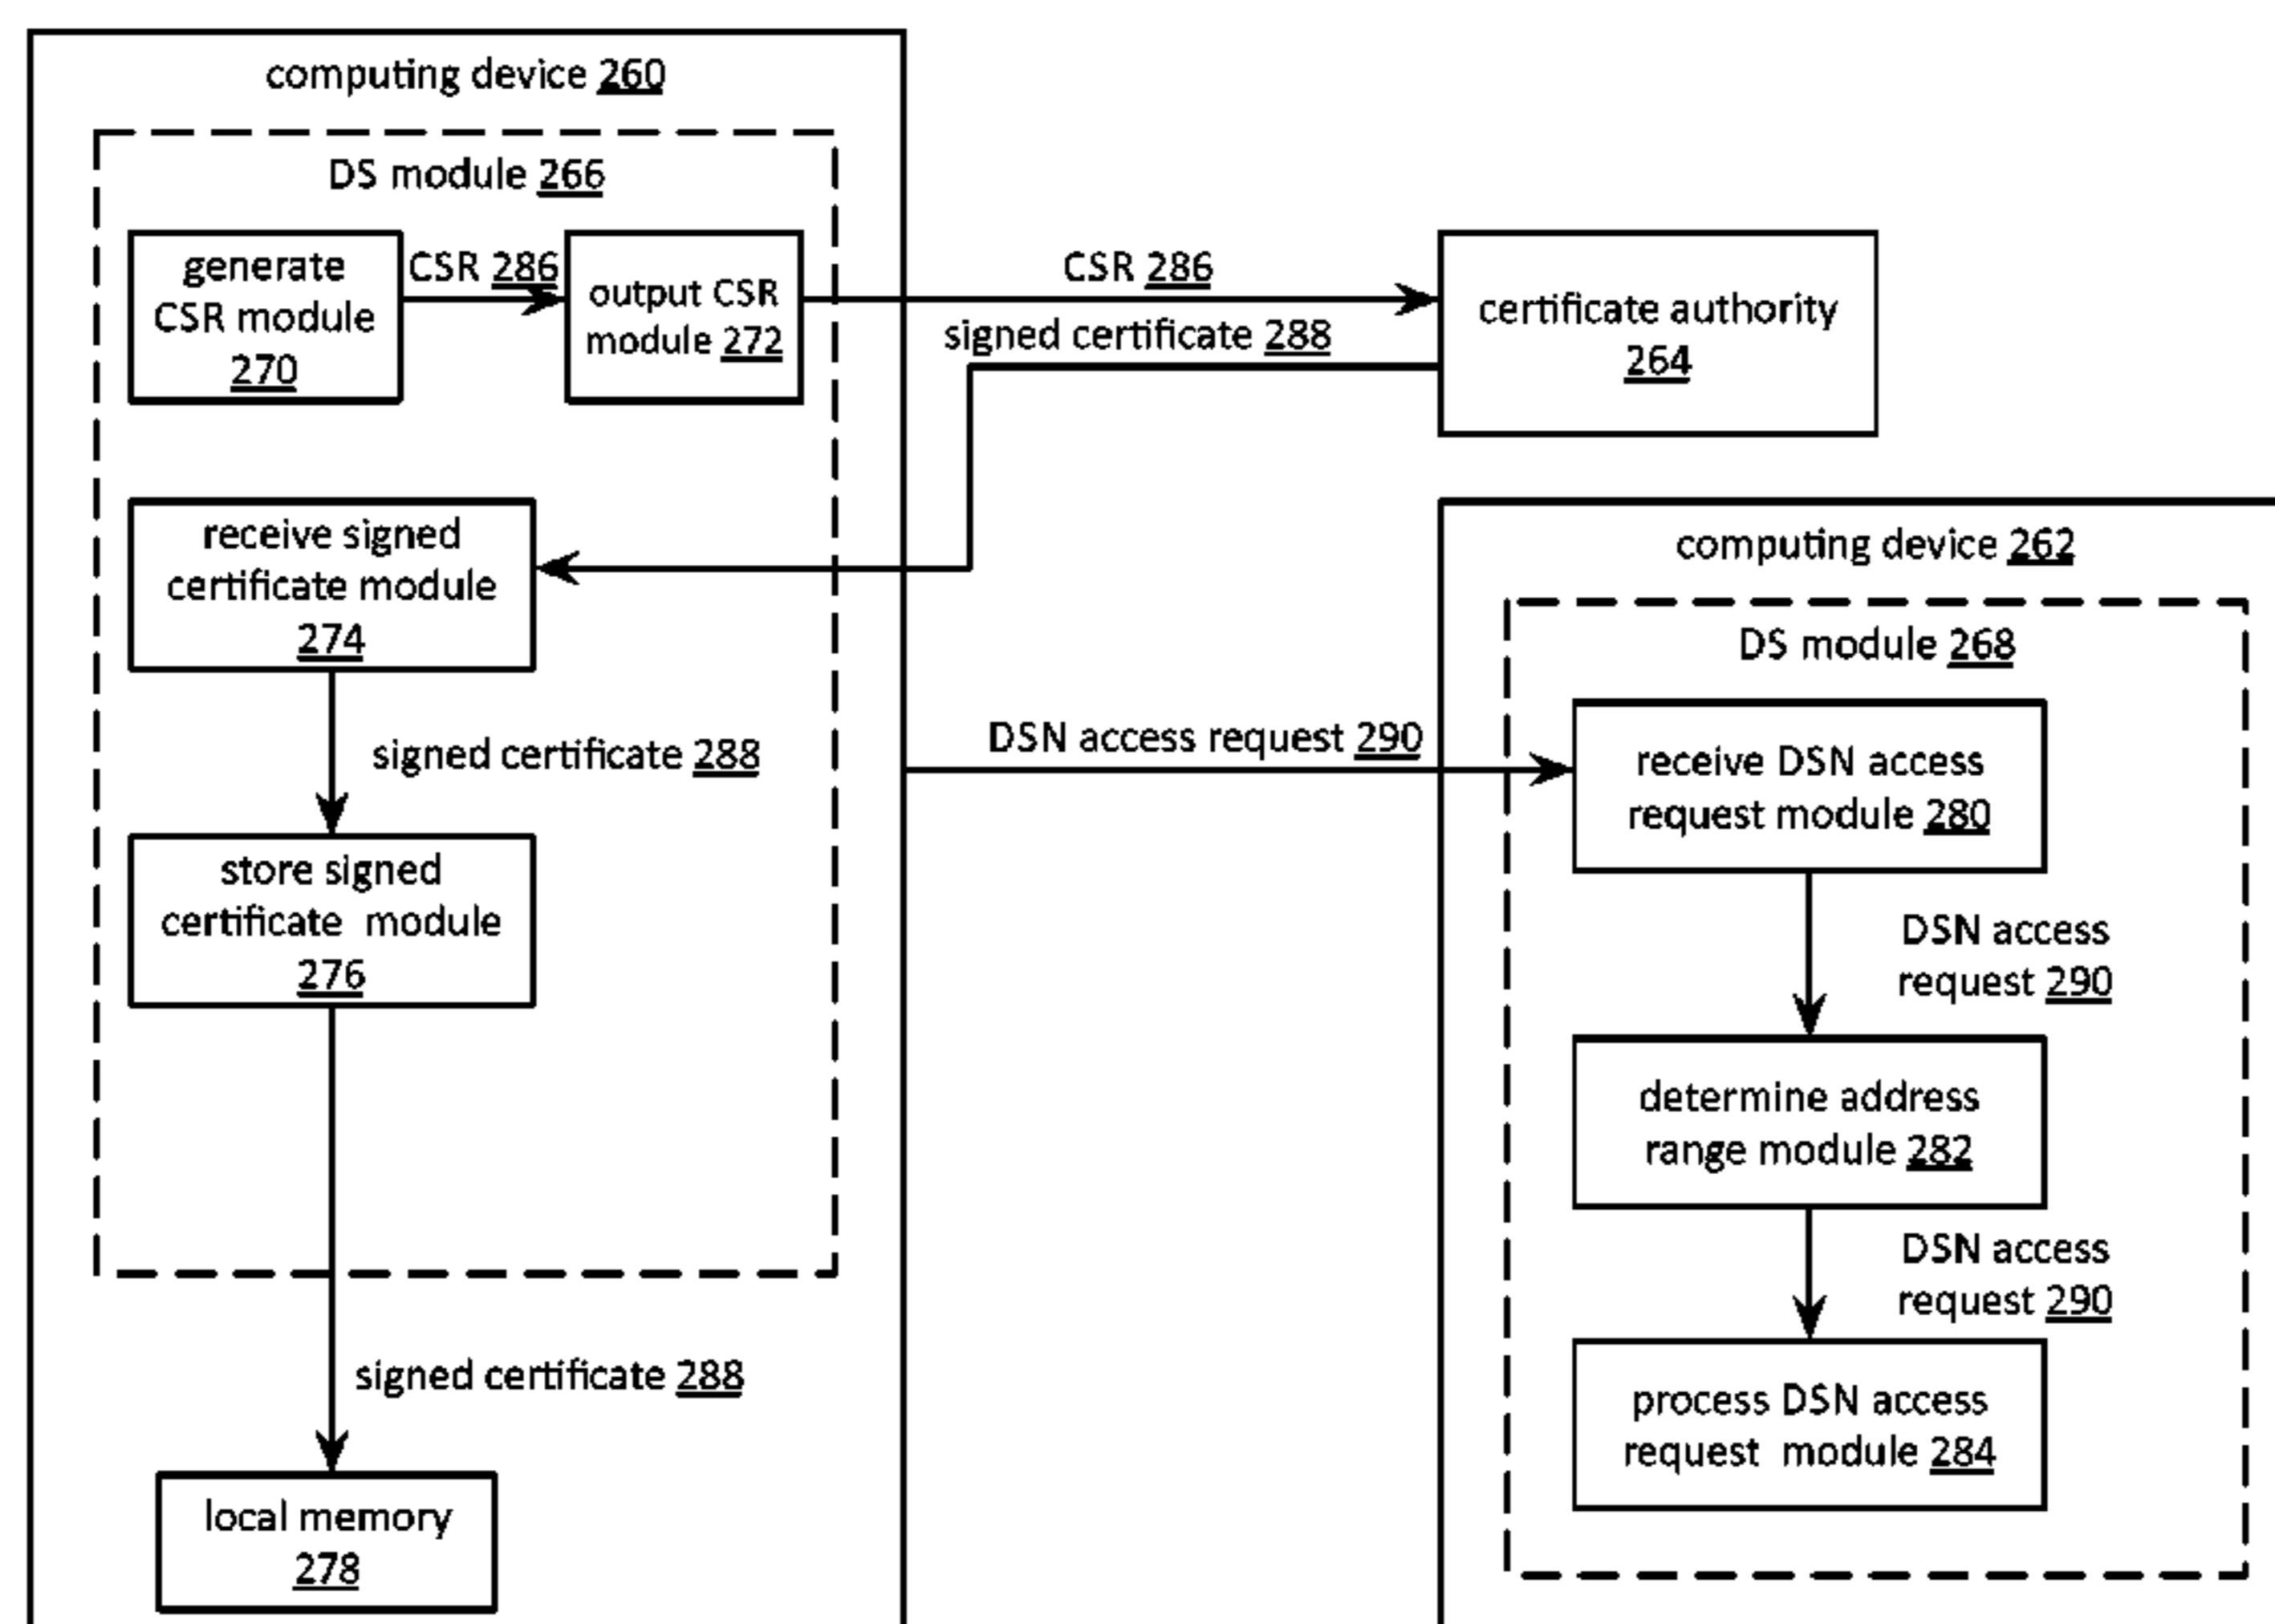 computing device 260
DS module 266
generate
CSR module
270
CSR 286
output CSR
module 272
CSR 286
signed certificate 288
certificate authority
264
receive signed
certificate module
274
signed certificate 288
store signed
certificate module
276
signed certificate 288
local memory
278
DSN access request 290
computing device 262
DS module 268
receive DSN access
request module 280
DSN access
request 290
determine address
range module 282
DSN access
request 290
process DSN access
request module 284